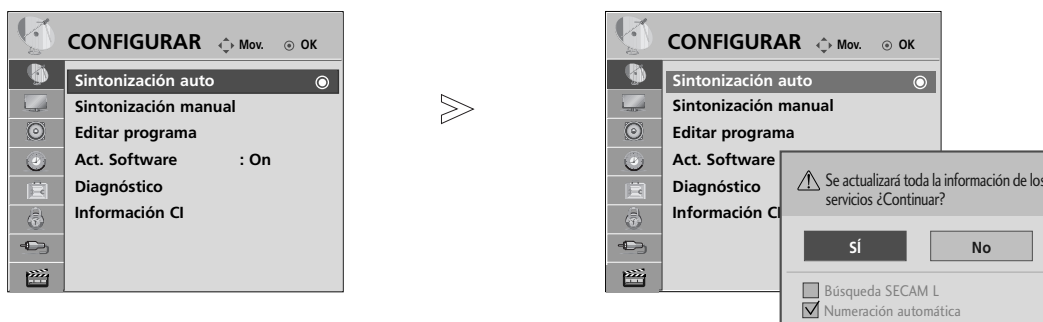 CONFIGURAR Mov. OK
Sintonización auto
Sintonización manual
Editar programa
Act. Software : On
Diagnóstico
Información CI
CONFIGURAR Mov. OK
Sintonización auto
Sintonización manual
Editar programa
Act. Software
Diagnóstico
Información CI
Se actualizará toda la información de los
servicios ¿Continuar?
SÍ No
Búsqueda SECAM L
Numeración automática